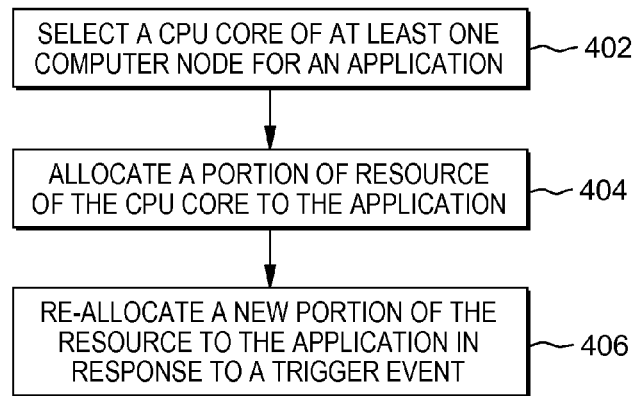 SELECT A CPU CORE OF AT LEAST ONE
COMPUTER NODE FOR AN APPLICATION
402
ALLOCATE A PORTION OF RESOURCE
OF THE CPU CORE TO THE APPLICATION
404
RE-ALLOCATE A NEW PORTION OF THE
RESOURCE TO THE APPLICATION IN
RESPONSE TO A TRIGGER EVENT
406